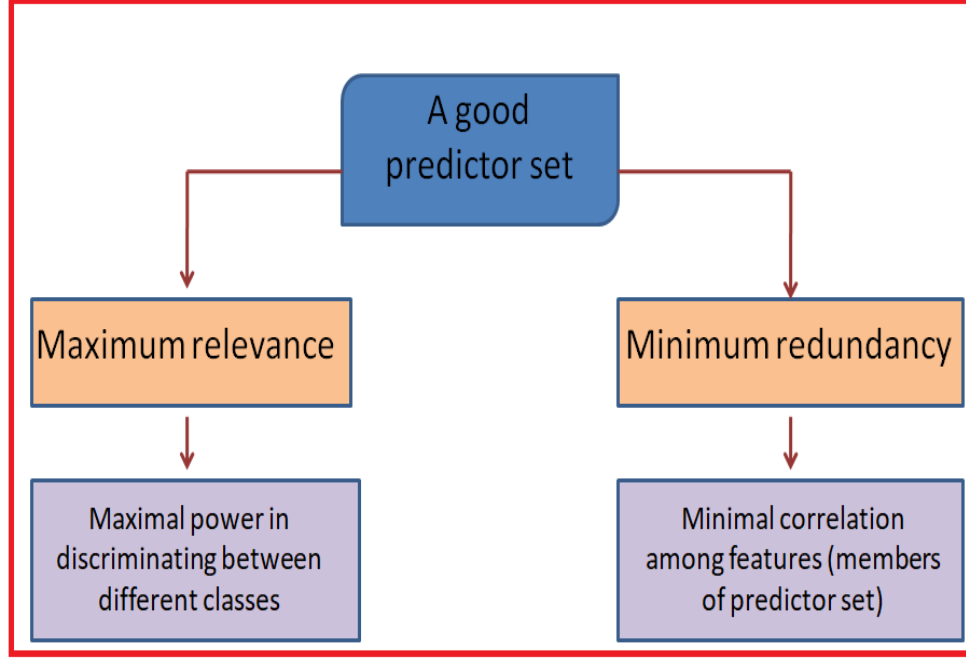 A good
predictor set
Maximum relevance
Minimum redundancy
Maximal power in
discriminating between
different classes
Minimal correlation
among features (members
of predictor set)